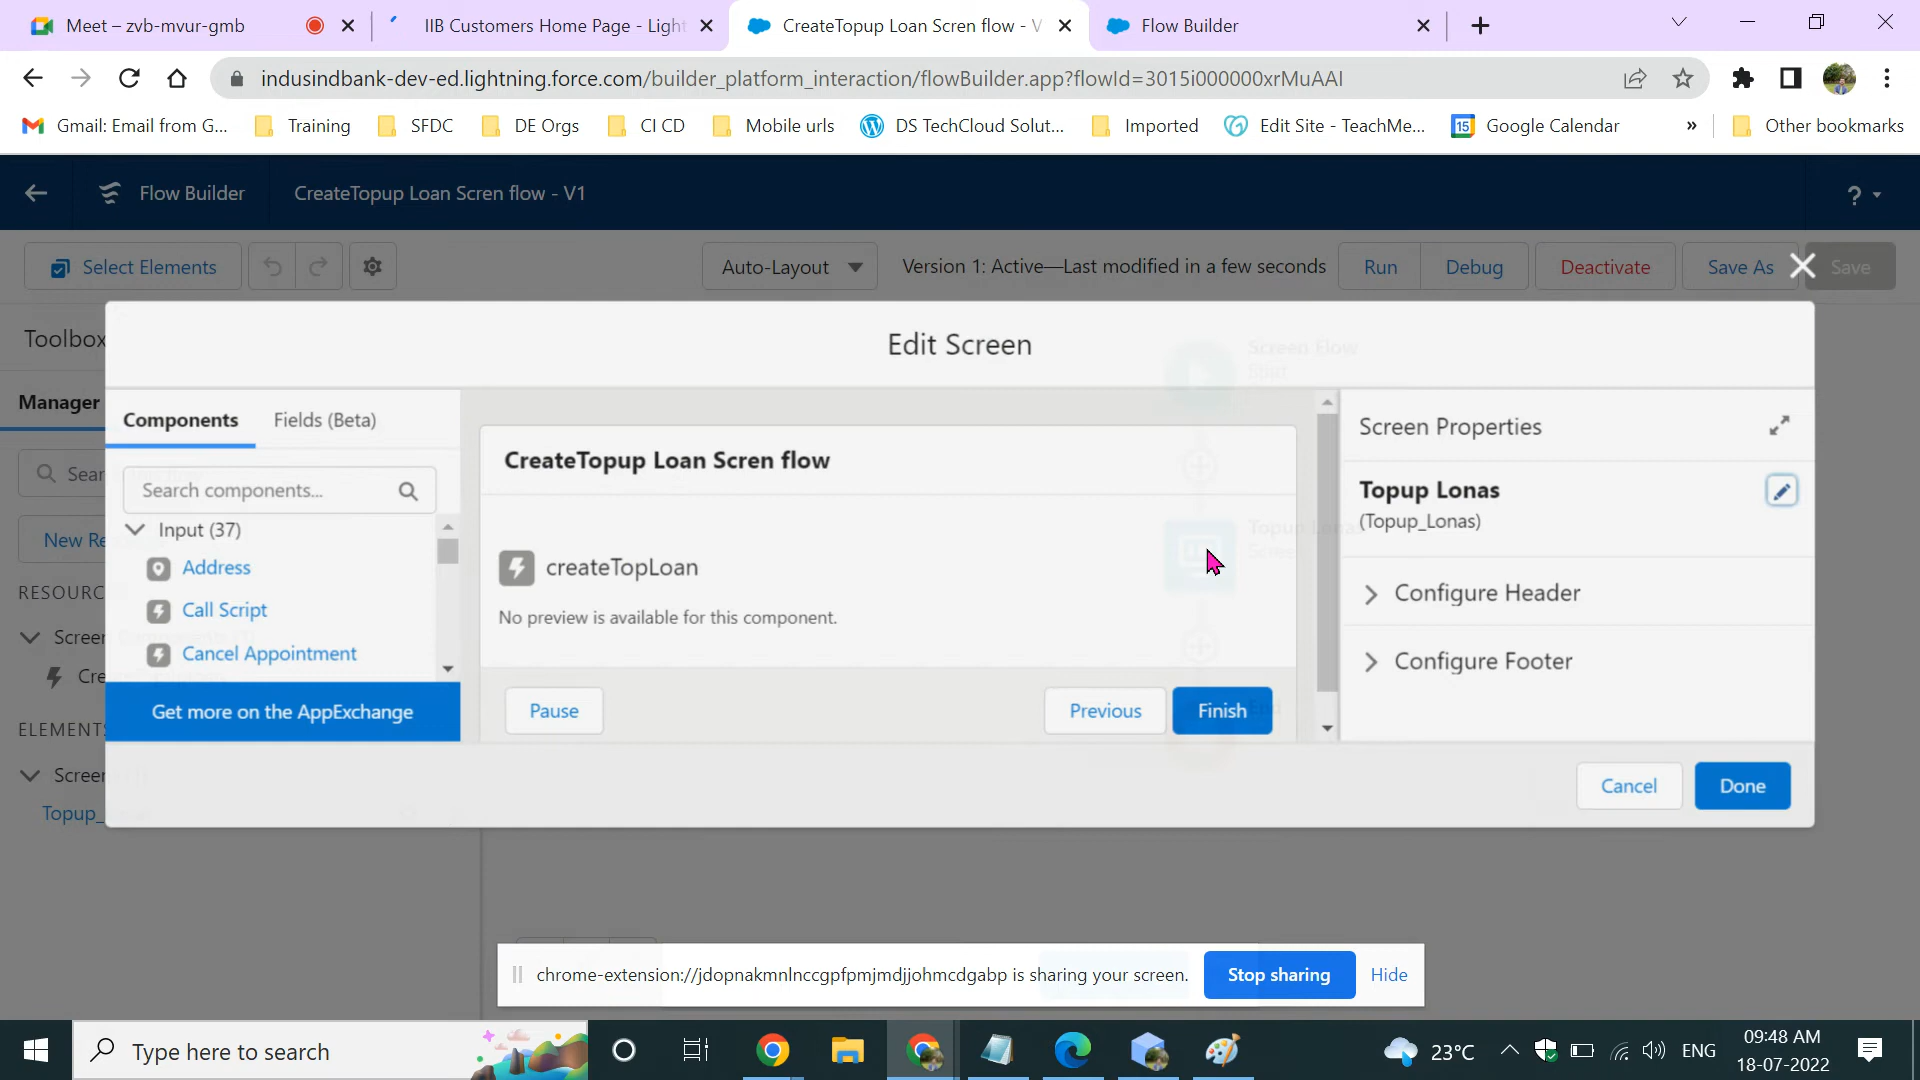 Meet – zvb-mvur-gmb
IIB Customers Home Page - Light
CreateTopup Loan Scren flow - V
Flow Builder
indusindbank-dev-ed.lightning.force.com/builder_platform_interaction/flowBuilder.app?flowId=3015i000000xrMuAAI
Gmail: Email from G...
Training
SFDC
DE Orgs
CI CD
Mobile urls
DS TechCloud Solut...
Imported
Edit Site - TeachMe...
15
Google Calendar
»
Other bookmarks
Flow Builder
CreateTopup Loan Scren flow - V1
?
Select Elements
Auto-Layout
Version 1: Active—Last modified in a few seconds
Run
Debug
Deactivate
Save As
Save
Toolbox
Edit Screen
Screen Flow
Start
Manager
Components
Fields (Beta)
Screen Properties
CreateTopup Loan Scren flow
Search components...
Topup Lonas
(Topup_Lonas)
Input (37)
Topup Lonas
New Re
Address
createTopLoan
RESOURC
Configure Header
Call Script
No preview is available for this component.
Screen
Cancel Appointment
Configure Footer
Cre
Get more on the AppExchange
Pause
Previous
Finish
ELEMENTS
Screen
Cancel
Done
Topup_
chrome-extension://jdopnakmnlnccgpfpmjmdjjohmcdgabp is sharing your screen.
Stop sharing
Hide
Type here to search
23°C
ENG
09:48 AM
18-07-2022